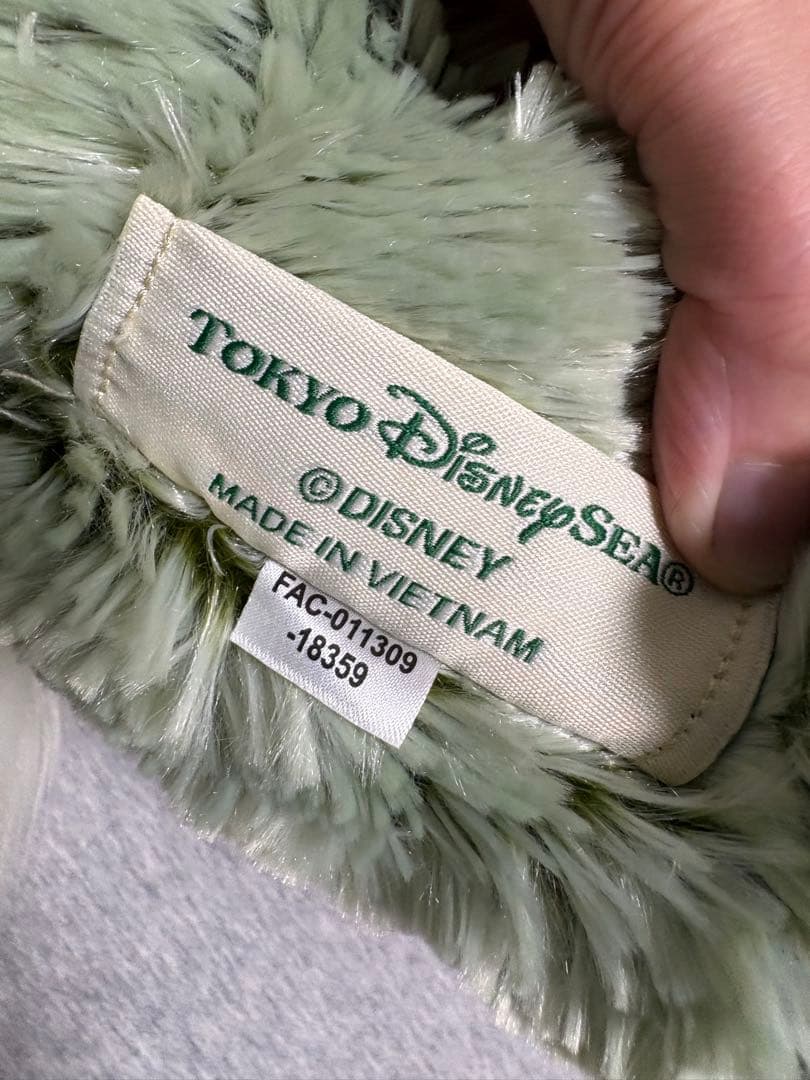 TOKYO DISNEYSEA®
©DISNEY
MADE IN VIETNAM
FAC-011309
-18359